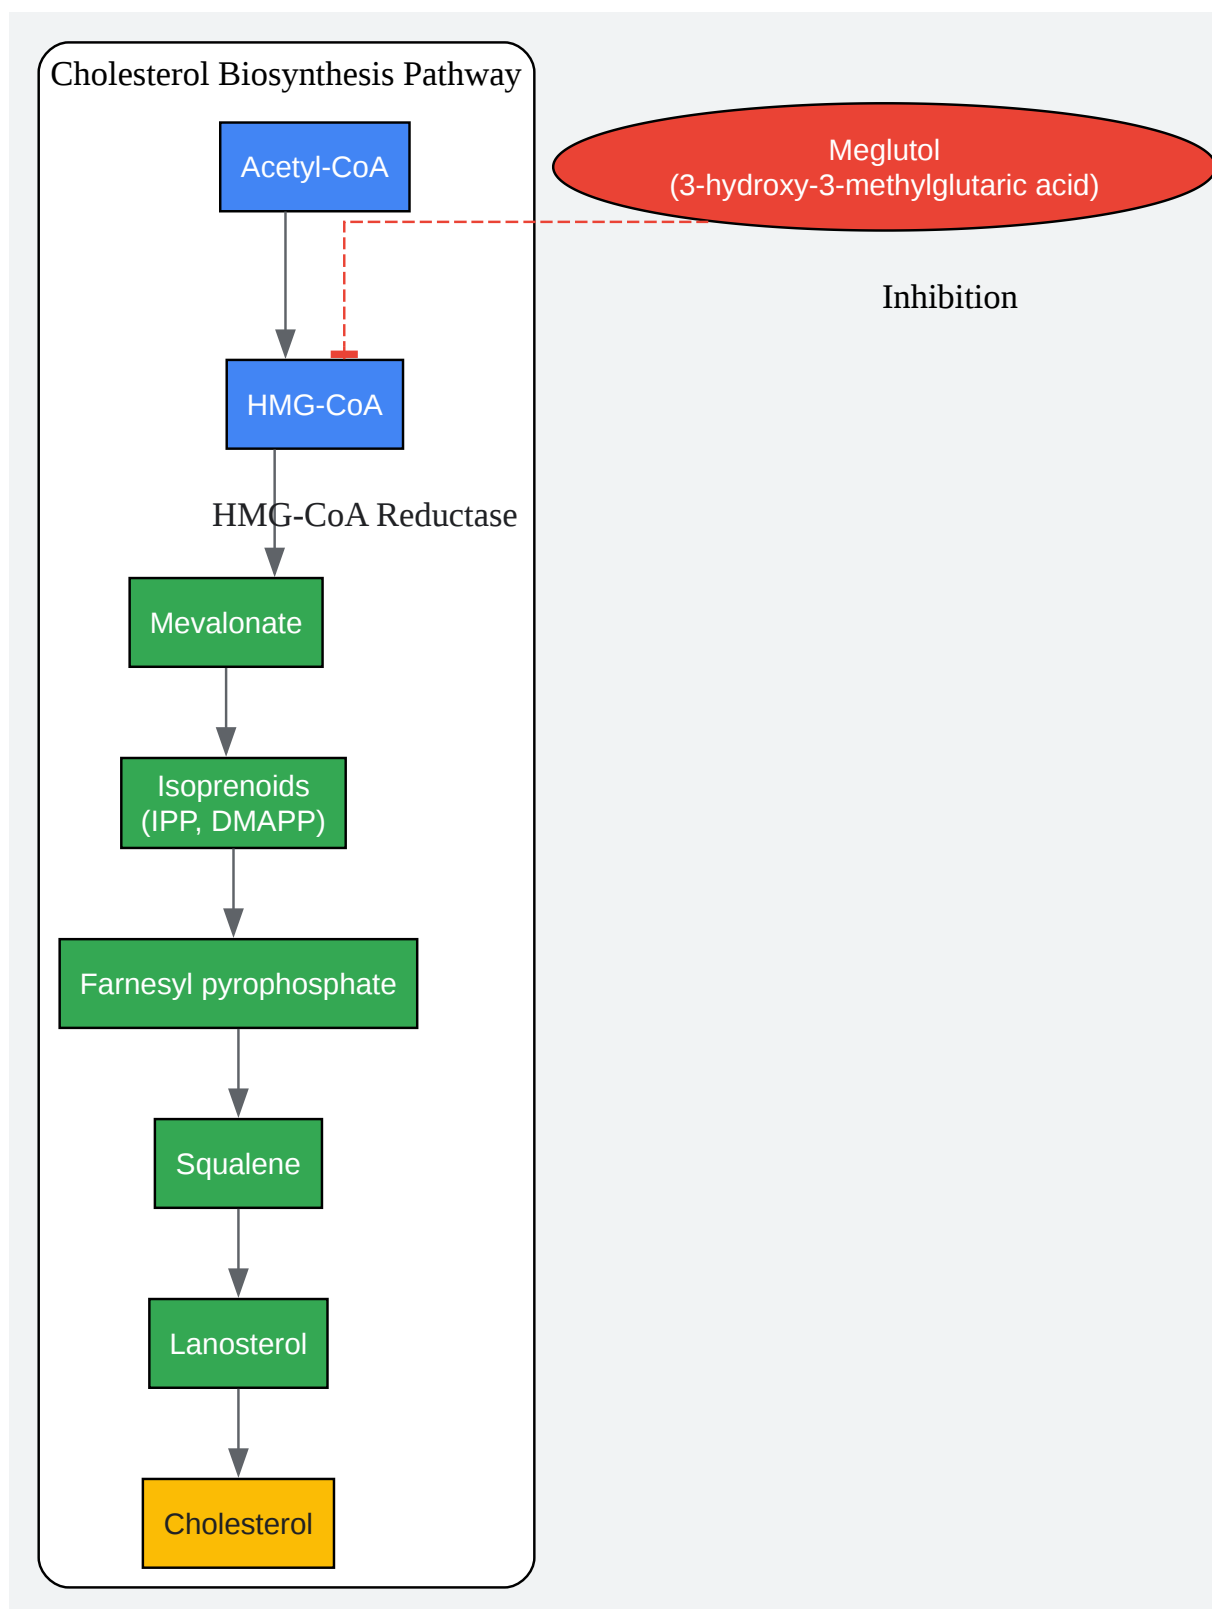 Cholesterol Biosynthesis Pathway
Acetyl-CoA
Meglutol
(3-hydroxy-3-methylglutaric acid)
Inhibition
HMG-CoA
HMG-CoA Reductase
Mevalonate
Isoprenoids
(IPP, DMAPP)
Farnesyl pyrophosphate
Squalene
Lanosterol
Cholesterol